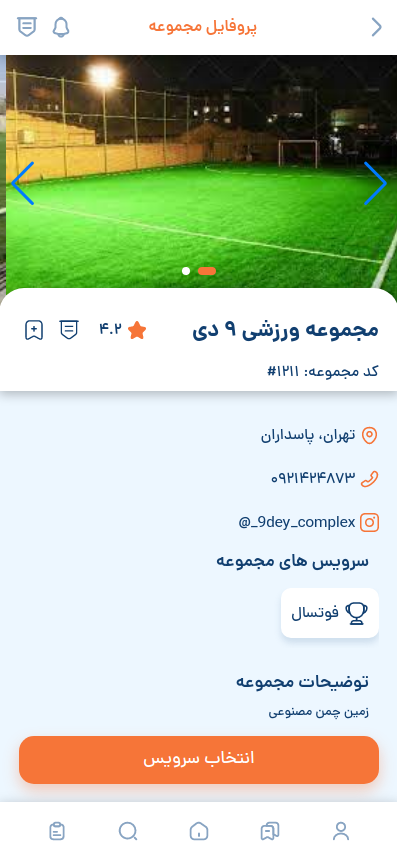 پروفایل مجموعه
مجموعه ورزشی ۹ دی
۴.۲
کد مجموعه: ۱۲۱۱#
تهران، پاسداران
۰۹۲۱۴۲۴۸۷۳
@_9dey_complex
سرویس های مجموعه
فوتسال
توضیحات مجموعه
زمین چمن مصنوعی
انتخاب سرویس